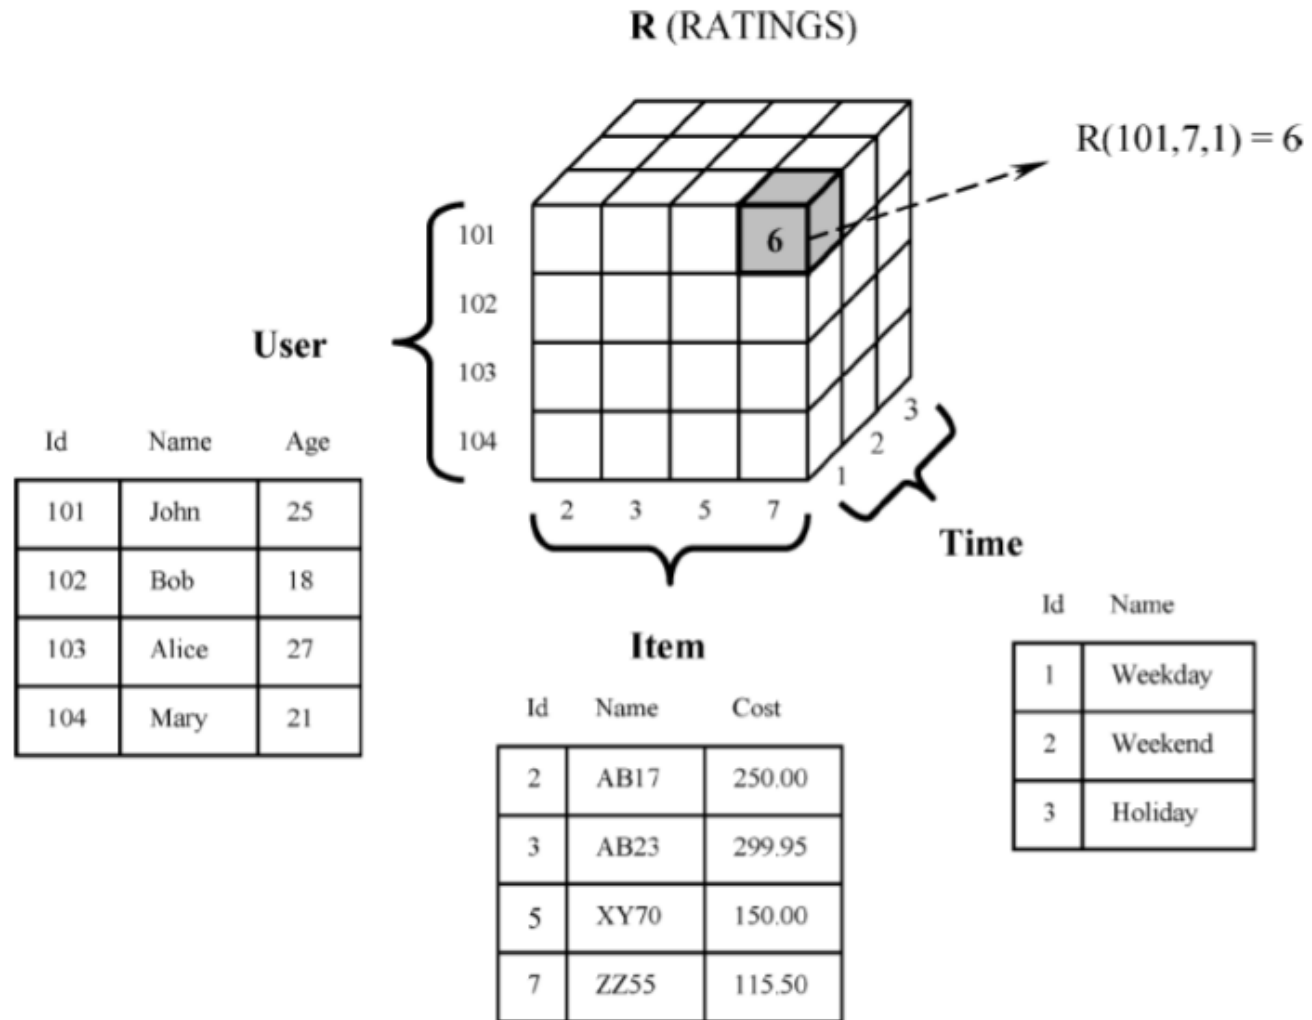 R (RATINGS)
R(101,7,1) = 6
6
101
102
103
104
User
2 3 5 7
1
2
3
Id Name Age
101 John 25
102 Bob 18
103 Alice 27
104 Mary 21
Item
Id Name Cost
2 AB17 250.00
3 AB23 299.95
5 XY70 150.00
7 ZZ55 115.50
Time
Id Name
1 Weekday
2 Weekend
3 Holiday